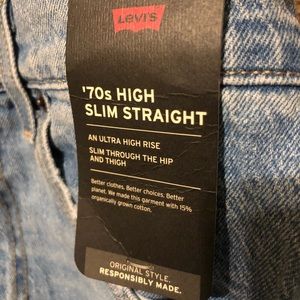 Levi's
'70s HIGH
SLIM STRAIGHT
AN ULTRA HIGH RISE
SLIM THROUGH THE HIP
AND THIGH
Better clothes. Better choices. Better
planet. We made this garment with 15%
organically grown cotton.
ORIGINAL STYLE.
RESPONSIBLY MADE.